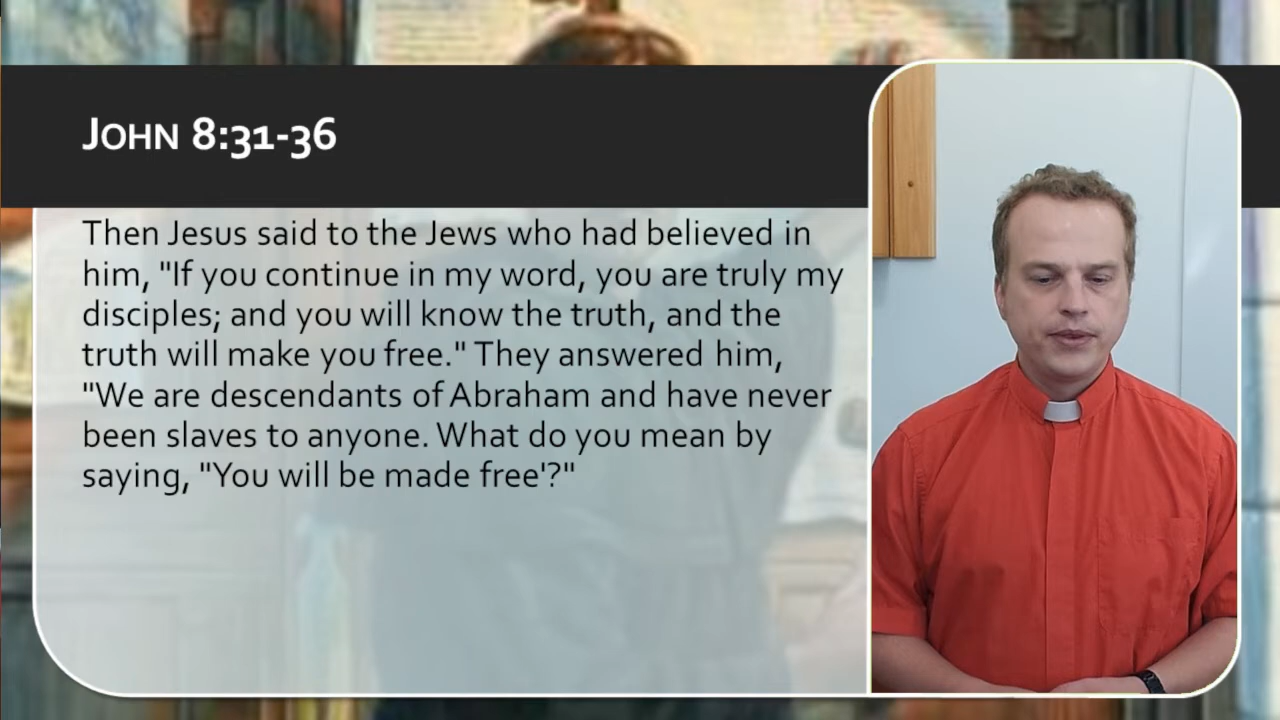 John 8:31-36
Then Jesus said to the Jews who had believed in
him, "If you continue in my word, you are truly my
disciples; and you will know the truth, and the
truth will make you free." They answered him,
"We are descendants of Abraham and have never
been slaves to anyone. What do you mean by
saying, "You will be made free'?"